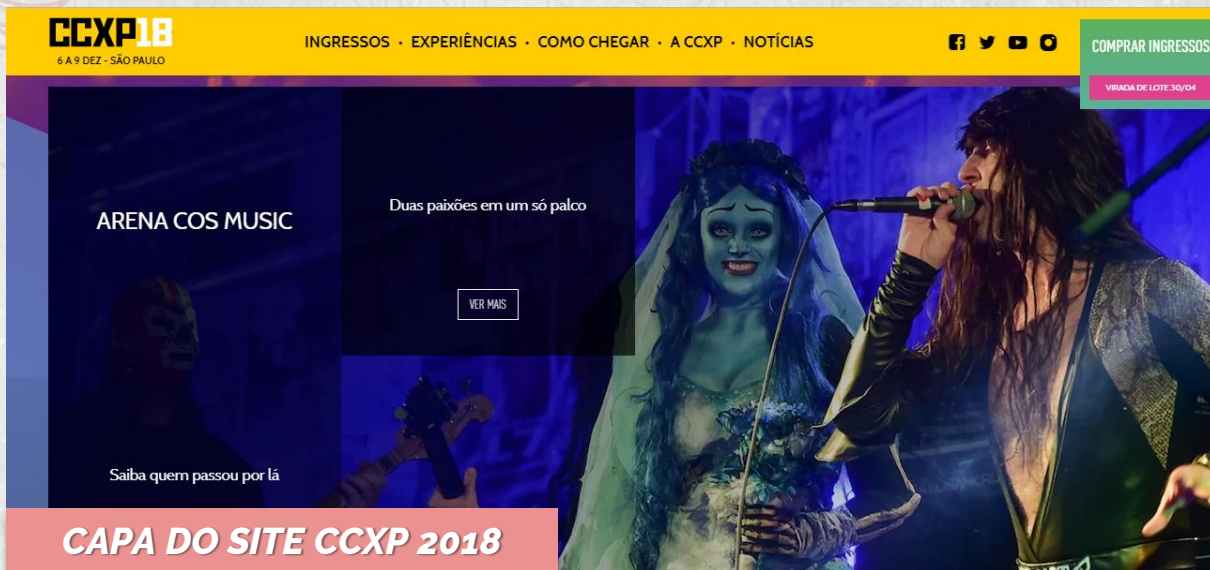 CCXP18
6 A 9 DEZ - SÃO PAULO
INGRESSOS · EXPERIÊNCIAS · COMO CHEGAR · A CCXP · NOTÍCIAS
COMPRAR INGRESSOS
VIRADA DE LOTE 30/04
ARENA COS MUSIC
Duas paixões em um só palco
VER MAIS
Saiba quem passou por lá
CAPA DO SITE CCXP 2018